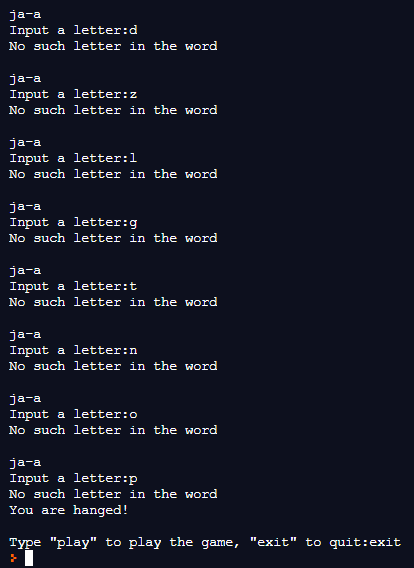 ja-a
Input a letter:d
No such letter in the word
ja-a
Input a letter:z
No such letter in the word
ja-a
Input a letter:l
No such letter in the word
ja-a
Input a letter:g
No such letter in the word
ja-a
Input a letter:t
No such letter in the word
ja-a
Input a letter:n
No such letter in the word
ja-a
Input a letter:o
No such letter in the word
ja-a
Input a letter:p
No such letter in the word
You are hanged!
Type "play" to play the game, "exit" to quit:exit
>